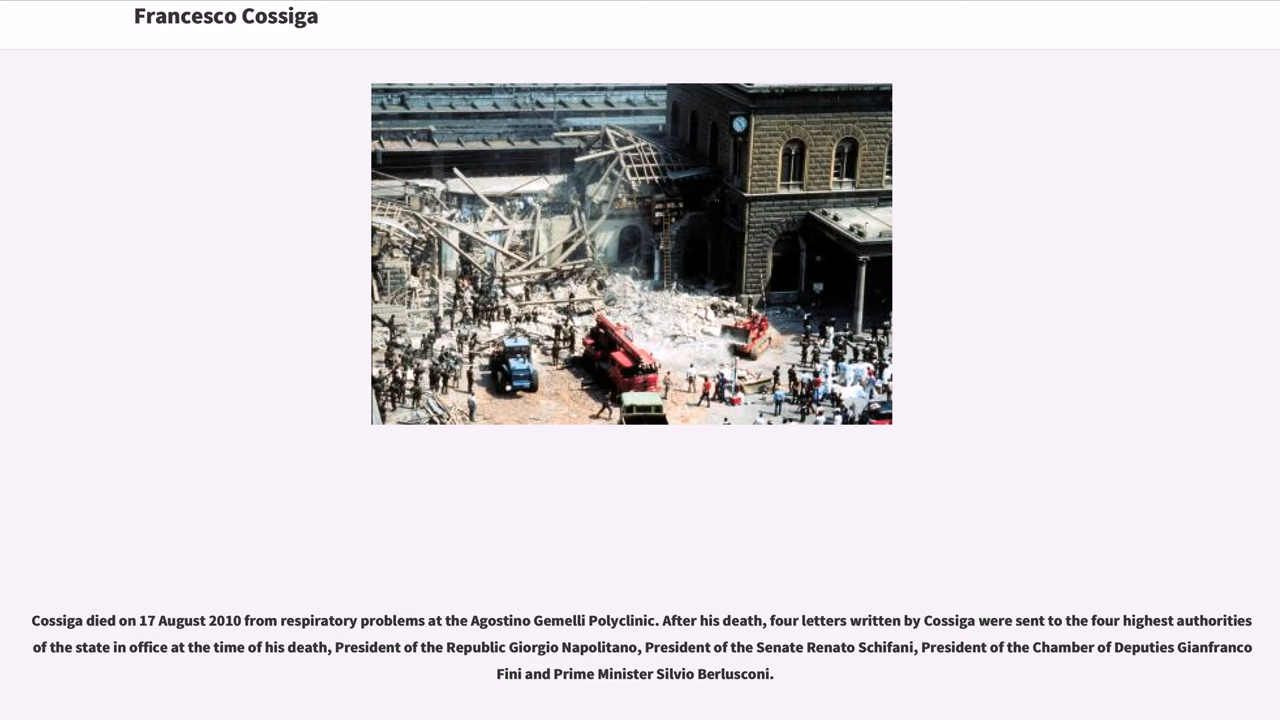 Francesco Cossiga
Cossiga died on 17 August 2010 from respiratory problems at the Agostino Gemelli Polyclinic. After his death, four letters written by Cossiga were sent to the four highest authorities
of the state in office at the time of his death, President of the Republic Giorgio Napolitano, President of the Senate Renato Schifani, President of the Chamber of Deputies Gianfranco
Fini and Prime Minister Silvio Berlusconi.